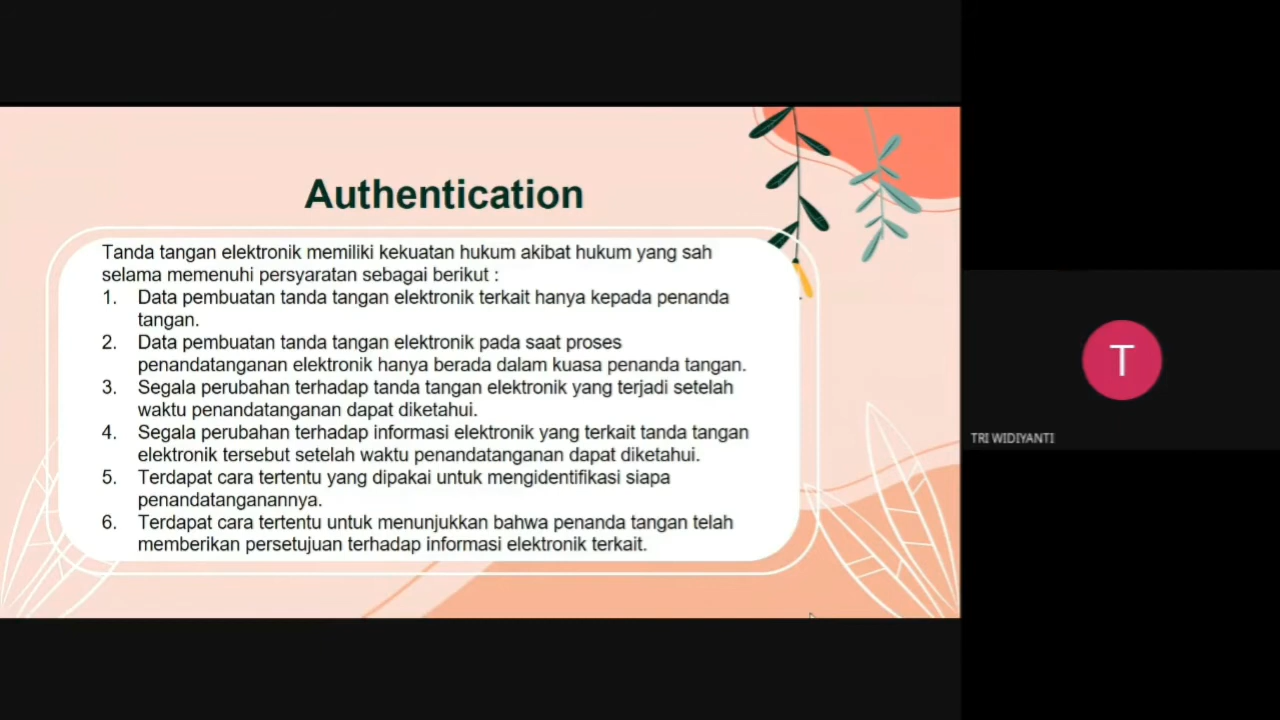 Authentication
Tanda tangan elektronik memiliki kekuatan hukum akibat hukum yang sah
selama memenuhi persyaratan sebagai berikut :
1. Data pembuatan tanda tangan elektronik terkait hanya kepada penanda
tangan.
2. Data pembuatan tanda tangan elektronik pada saat proses
penandatanganan elektronik hanya berada dalam kuasa penanda tangan.
3. Segala perubahan terhadap tanda tangan elektronik yang terjadi setelah
waktu penandatanganan dapat diketahui.
4. Segala perubahan terhadap informasi elektronik yang terkait tanda tangan
elektronik tersebut setelah waktu penandatanganan dapat diketahui.
5. Terdapat cara tertentu yang dipakai untuk mengidentifikasi siapa
penandatanganannya.
6. Terdapat cara tertentu untuk menunjukkan bahwa penanda tangan telah
memberikan persetujuan terhadap informasi elektronik terkait.
T
TRI WIDIYANTI